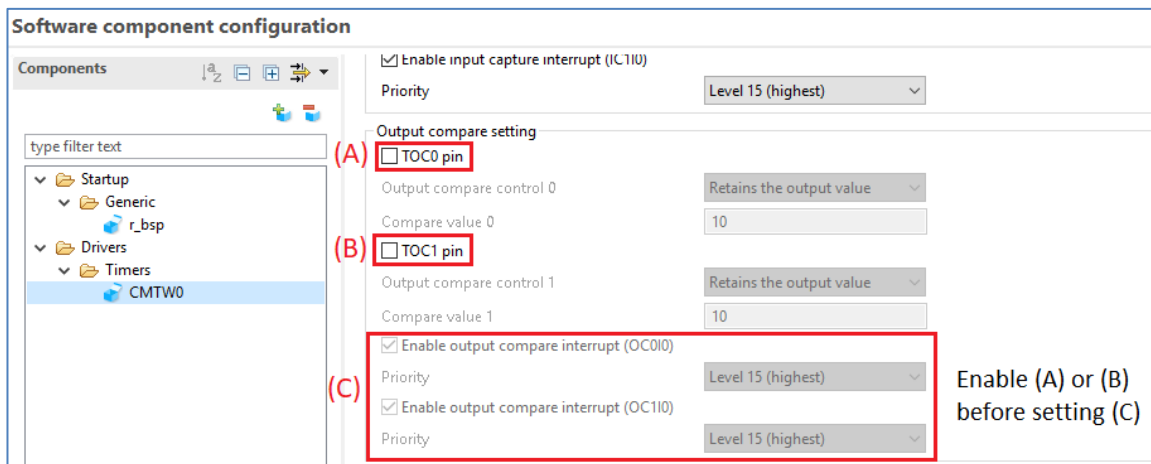 Software component configuration
Components
type filter text
Startup
Generic
r_bsp
Drivers
Timers
CMTW0
Enable input capture interrupt (IC1I0)
Priority Level 15 (highest)
Output compare setting
(A) TOC0 pin
Output compare control 0 Retains the output value
Compare value 0 10
(B) TOC1 pin
Output compare control 1 Retains the output value
Compare value 1 10
Enable output compare interrupt (OC0I0)
(C) Priority Level 15 (highest)
Enable output compare interrupt (OC1I0)
Priority Level 15 (highest)
Enable (A) or (B)
before setting (C)